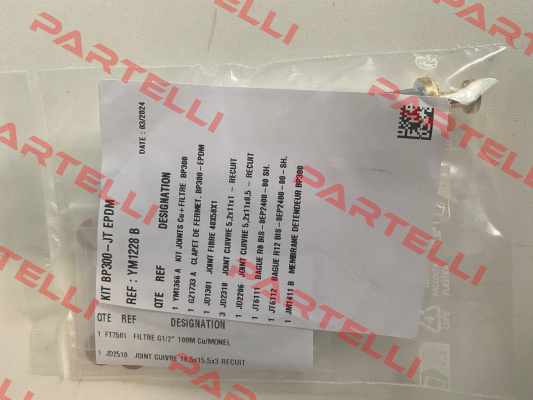 KIT BP300-JT EPDM
DATE : 03/2024
REF : YM1228 B
QTE REF DESIGNATION
1 YM1366 A KIT JOINTS Cu+FILTRE BP300
1 GZ1733 A CLAPET DE FERMET. BP300-EPDM
1 JD1301 JOINT FIBRE 48X58X1
3 JD2318 JOINT CUIVRE 5,2x11x1 - RECUIT
1 JD2206 JOINT CUIVRE 5,2x11x0,5 - RECUIT
1 JT6111 BAGUE R8 BIS-BEP2400-80 SH.
1 JT6112 BAGUE R12 BIS-BEP2400-80-SH.
1 JM1411 B MEMBRANE DETENDEUR BP300
QTE REF DESIGNATION
1 FT7501 FILTRE G1/2" 100M Cu/MONEL
1 JD2510 JOINT CUIVRE 18,5x15,5x3 RECUIT
PARTELLI
PARTELLI
PARTELLI
PARTELLI
PARTELLI
PARTELLI